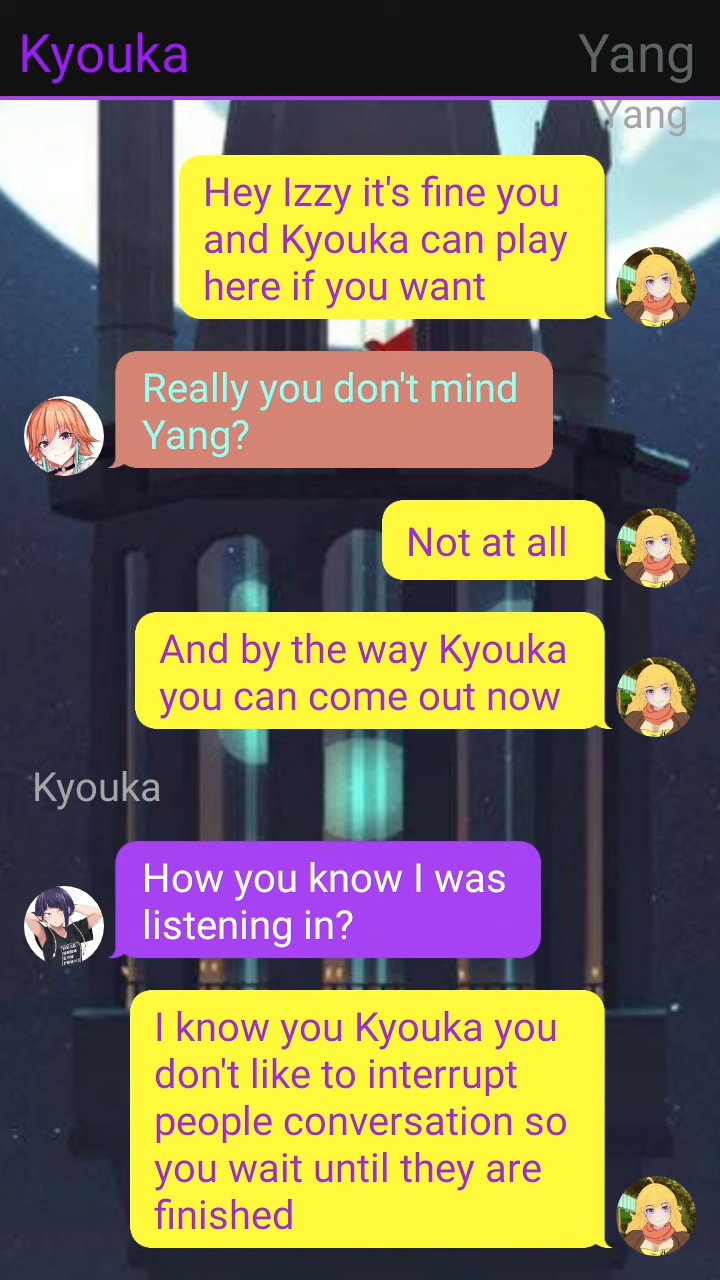 Kyouka
Yang
Yang
Hey Izzy it's fine you
and Kyouka can play
here if you want
Really you don't mind
Yang?
Not at all
And by the way Kyouka
you can come out now
Kyouka
How you know I was
listening in?
I know you Kyouka you
don't like to interrupt
people conversation so
you wait until they are
finished